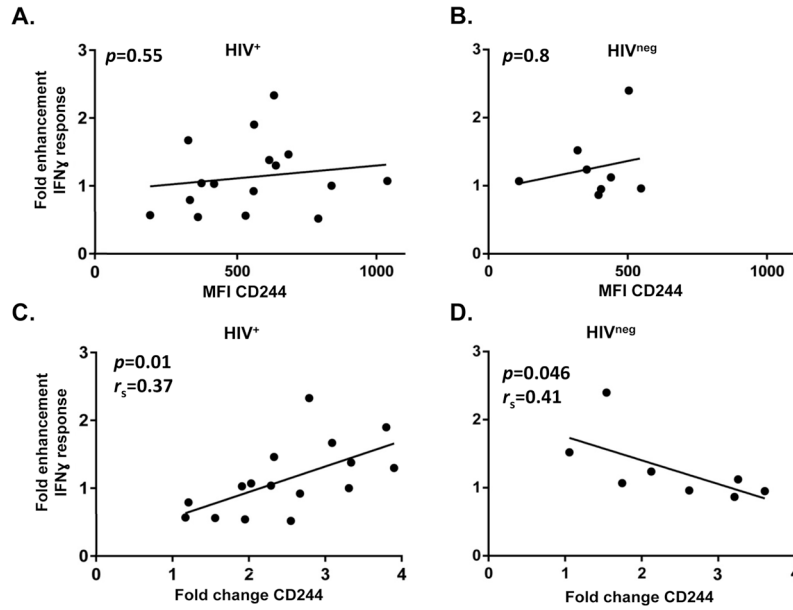 A.
HIV⁺
p=0.55
Fold enhancement
IFNɣ response
3
2
1
0
0
500
1000
MFI CD244
B.
HIVⁿᵉᵍ
p=0.8
3
2
1
0
0
500
1000
MFI CD244
C.
HIV⁺
p=0.01
rₛ=0.37
Fold enhancement
IFNɣ response
3
2
1
0
0
1
2
3
4
Fold change CD244
D.
HIVⁿᵉᵍ
p=0.046
rₛ=0.41
3
2
1
0
0
1
2
3
4
Fold change CD244